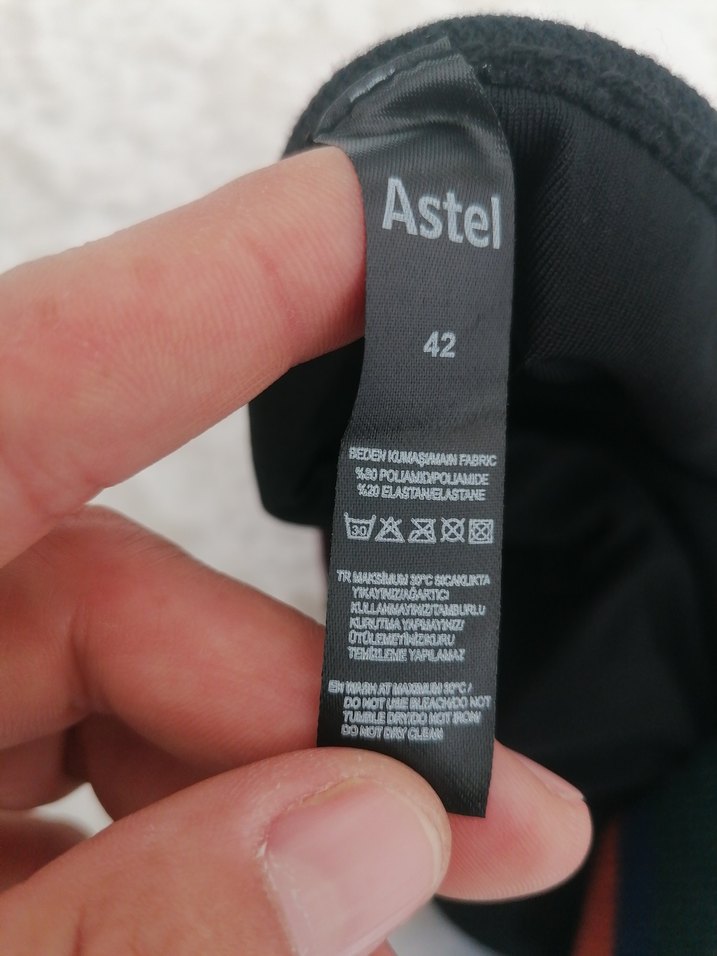 Astel
42
BEDEN KUMAŞI/MAIN FABRIC
%80 POLIAMID/POLIAMIDE
%20 ELASTAN/ELASTANE
30
TR MAKSİMUM 30°C SICAKLIKTA
YIKAYINIZ/AĞARTICI
KULLANMAYINIZ/TAMBURLU
KURUTMA YAPMAYINIZ/
ÜTÜLEMEYİNİZ/KURU
TEMİZLEME YAPILAMAZ
EN WASH AT MAXIMUM 30°C /
DO NOT USE BLEACH/DO NOT
TUMBLE DRY/DO NOT IRON/
DO NOT DRY CLEAN